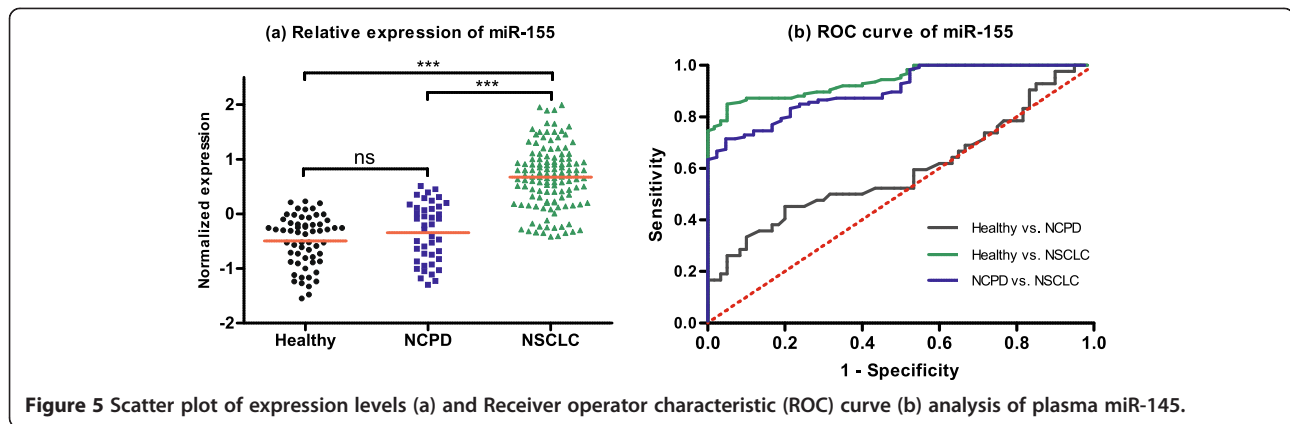 (a) Relative expression of miR-155
***
***
ns
Normalized expression
2
1
0
-1
-2
Healthy
NCPD
NSCLC
(b) ROC curve of miR-155
Sensitivity
1.0
0.8
0.6
0.4
0.2
0.0
Healthy vs. NCPD
Healthy vs. NSCLC
NCPD vs. NSCLC
0.0 0.2 0.4 0.6 0.8 1.0
1 - Specificity
Figure 5 Scatter plot of expression levels (a) and Receiver operator characteristic (ROC) curve (b) analysis of plasma miR-145.